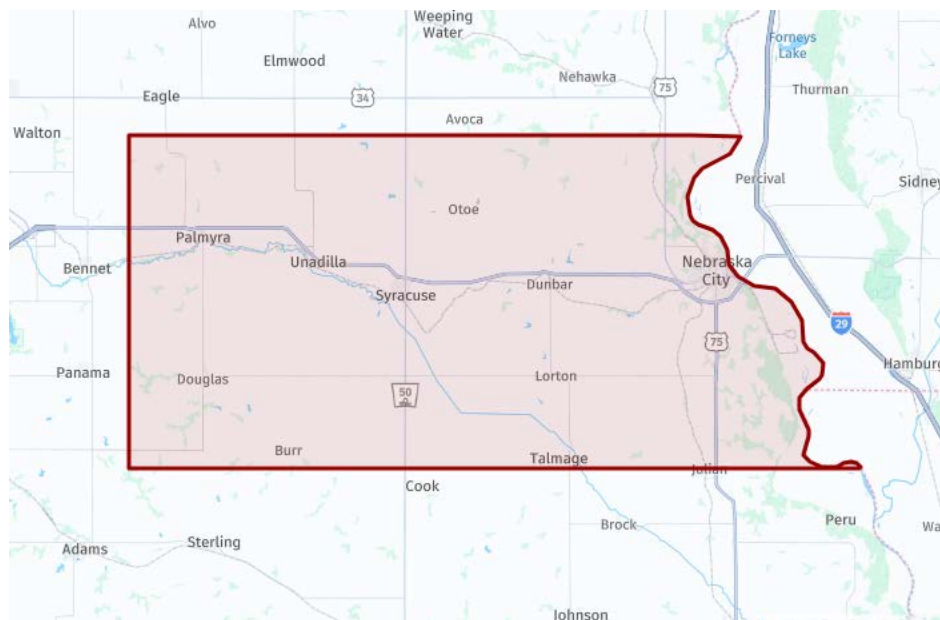 Alvo
Weeping
Water
Forneys
Lake
Elmwood
Nehawka
75
Thurman
Eagle
34
Avoca
Walton
Percival
Sidney
Otoe
Palmyra
Bennet
Unadilla
Nebraska
City
Dunbar
Syracuse
29
75
Panama
Douglas
Lorton
Hamburg
50
Burr
Talmage
Julian
Cook
Peru
Brock
Wa
Sterling
Adams
Johnson